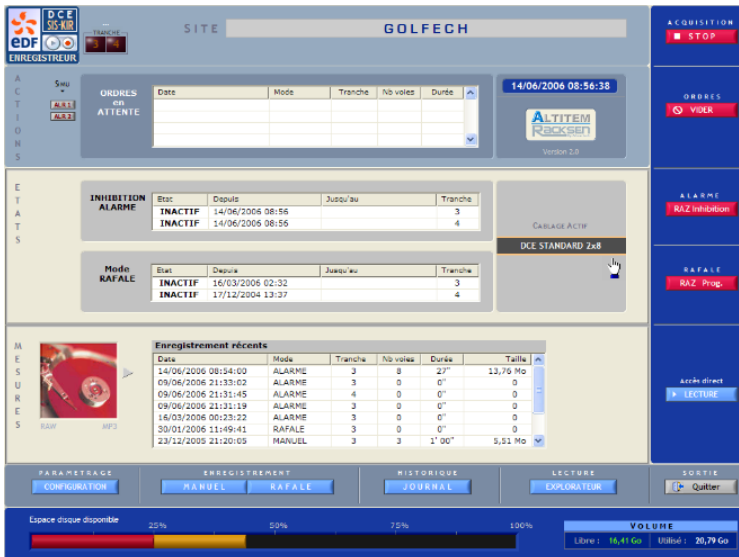 DCE
SIS-KIR
EDF
ENREGISTREUR
TRANCHE
3 4
SITE GOLFECH
ACQUISITION
STOP
ACTIONS
SIMU
ALR 1
ALR 2
ORDRES
en
ATTENTE
Date Mode Tranche Nb voies Durée
14/06/2006 08:56:38
ALTITEM
RACKSEN
Version 2.0
ORDRES
VIDER
ETATS
INHIBITION
ALARME
Etat Depuis Jusqu'au Tranche
INACTIF 14/06/2006 08:56 3
INACTIF 14/06/2006 08:56 4
CABLAGE ACTIF
DCE STANDARD 2x8
ALARME
RAZ Inhibition
Mode
RAFALE
Etat Depuis Jusqu'au Tranche
INACTIF 16/03/2006 02:32 3
INACTIF 17/12/2004 13:37 4
RAFALE
RAZ Prog.
MESURES
RAW MP3
Enregistrement récents
Date Mode Tranche Nb voies Durée Taille
14/06/2006 08:54:00 ALARME 3 8 27" 13,76 Mo
09/06/2006 21:33:02 ALARME 3 0 0" 0
09/06/2006 21:31:45 ALARME 4 0 0" 0
09/06/2006 21:31:19 ALARME 3 0 0" 0
16/03/2006 00:23:22 ALARME 3 0 0" 0
30/01/2006 11:49:41 RAFALE 3 0 0" 0
23/12/2005 21:20:05 MANUEL 3 3 1' 00" 5,51 Mo
Accès direct
LECTURE
PARAMETRAGE
CONFIGURATION
ENREGISTREMENT
MANUEL RAFALE
HISTORIQUE
JOURNAL
LECTURE
EXPLORATEUR
SORTIE
Quitter
Espace disque disponible
25% 50% 75% 100%
VOLUME
Libre : 16,41 Go Utilisé : 20,79 Go